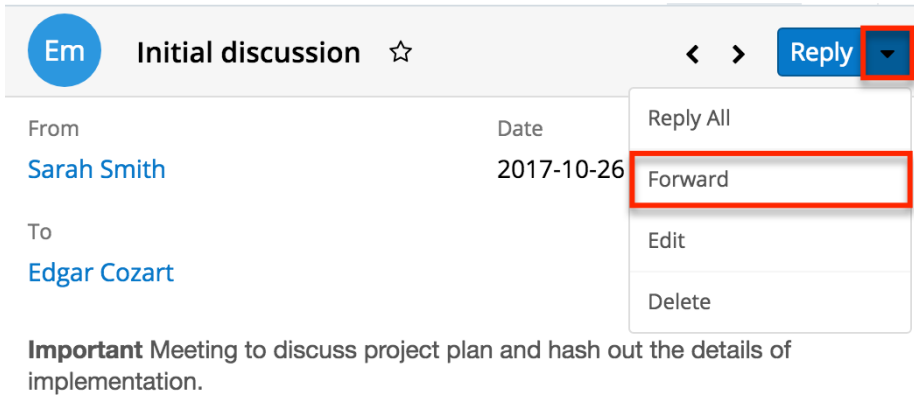 Em Initial discussion Reply
From Date Reply All
Sarah Smith 2017-10-26 Forward
To Edit
Edgar Cozart Delete
Important Meeting to discuss project plan and hash out the details of
implementation.